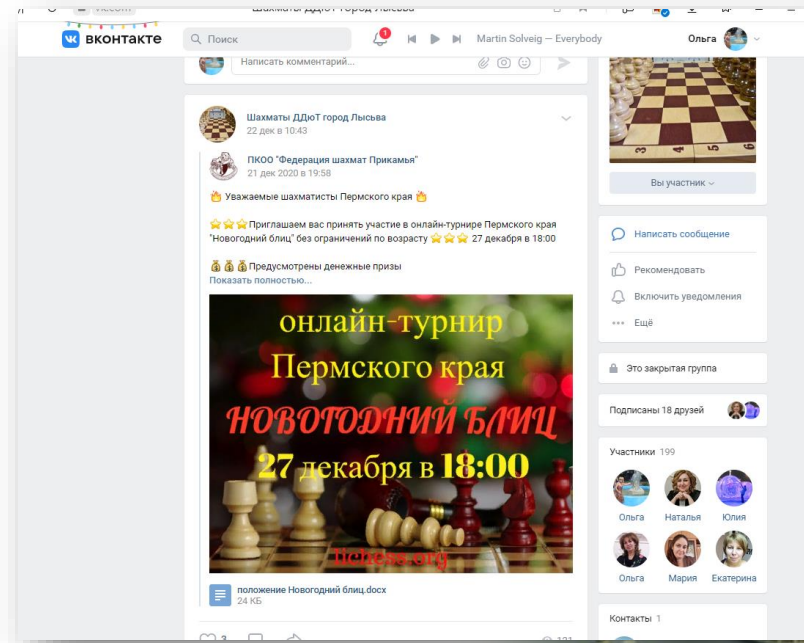 вконтакте
Поиск
1
Martin Solveig — Everybody
Ольга
Написать комментарий...
Шахматы ДДюТ город Лысьва
22 дек в 10:43
ПКОО "Федерация шахмат Прикамья"
21 дек 2020 в 19:58
Уважаемые шахматисты Пермского края
Приглашаем вас принять участие в онлайн-турнире Пермского края
"Новогодний блиц" без ограничений по возрасту 27 декабря в 18:00
Предусмотрены денежные призы
Показать полностью...
онлайн-турнир
Пермского края
НОВОГОДНИЙ БЛИЦ
27 декабря в 18:00
lichess.org
положение Новогодний блиц.docx
24 КБ
3
Вы участник
Написать сообщение
Рекомендовать
Включить уведомления
Ещё
Это закрытая группа
Подписаны 18 друзей
Участники 199
Ольга Наталья Юлия
Ольга Мария Екатерина
Контакты 1